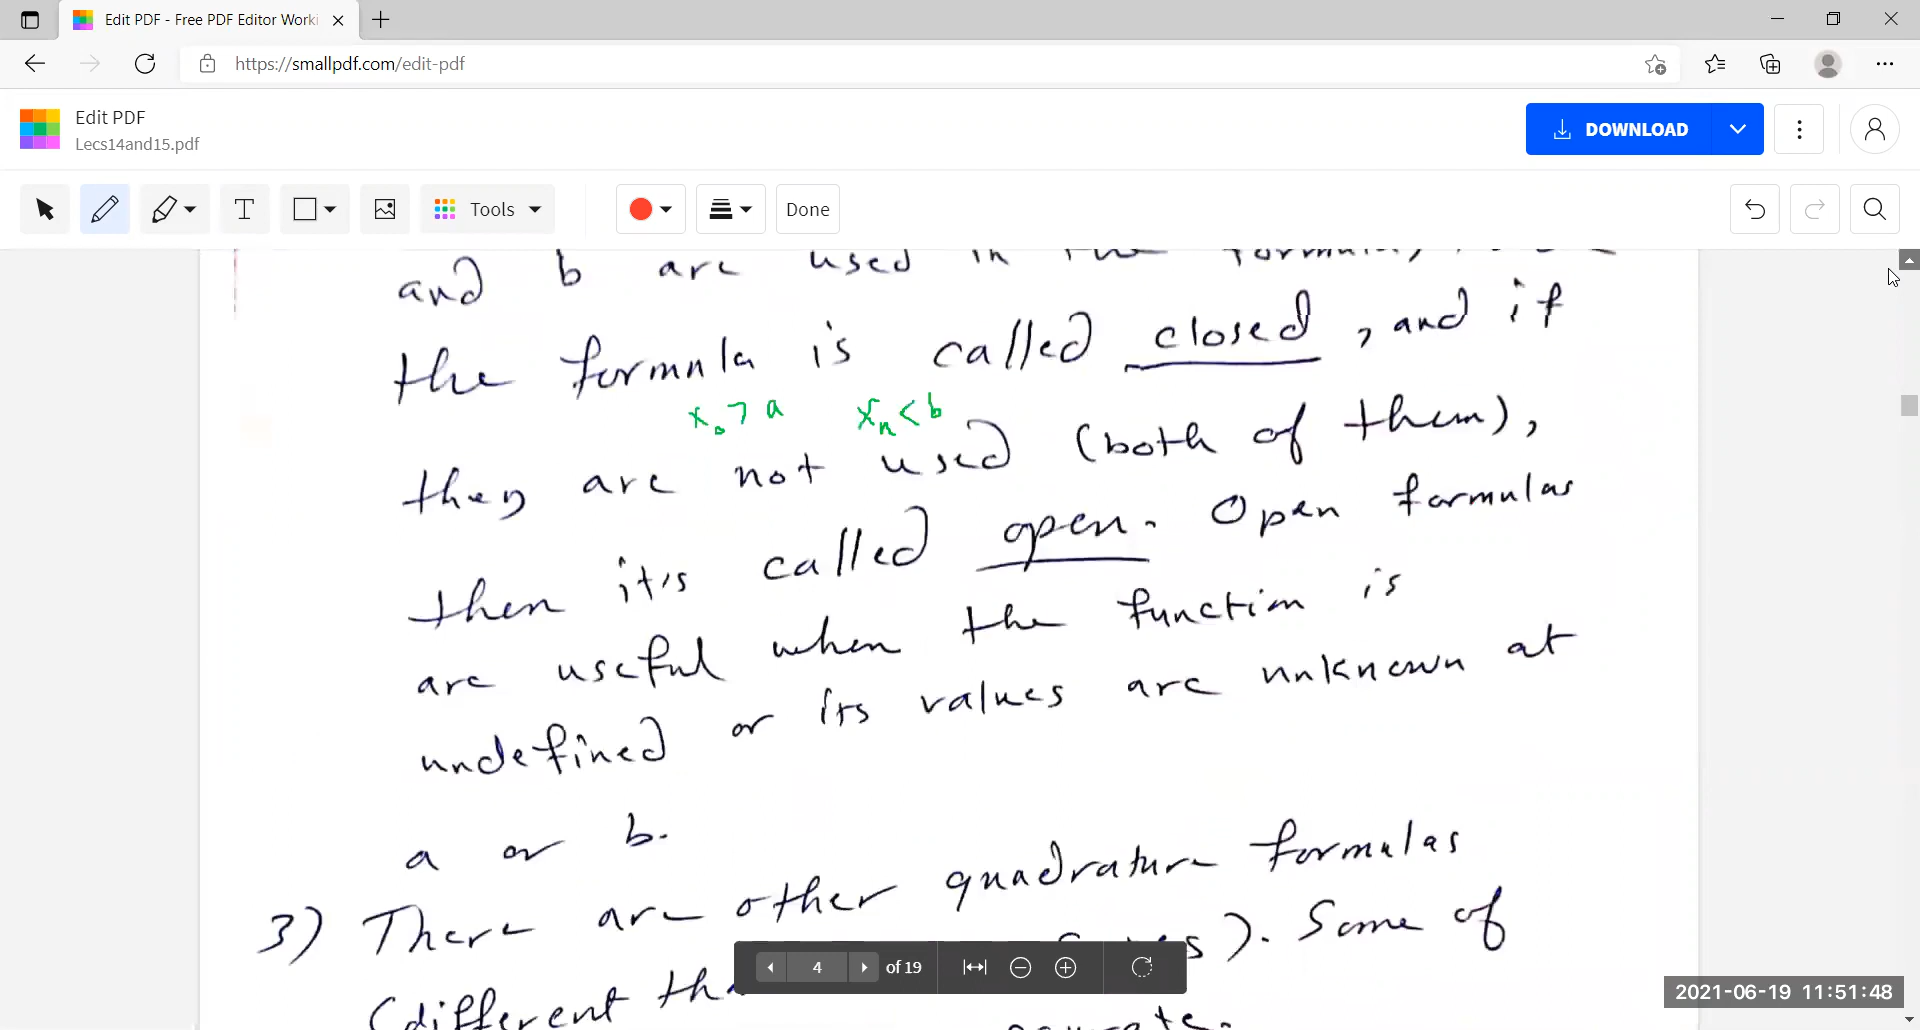 Edit PDF - Free PDF Editor Worki
https://smallpdf.com/edit-pdf
Edit PDF
Lecs14and15.pdf
DOWNLOAD
T
Tools
Done
and b are used in the formula,
the formula is called closed, and if
x₀ > a xₙ < b
they are not used (both of them),
then it's called open. Open formulas
are useful when the function is
undefined or its values are unknown at
a or b.
3) There are other quadrature formulas
(different th s). Some of
4 of 19
2021-06-19 11:51:48